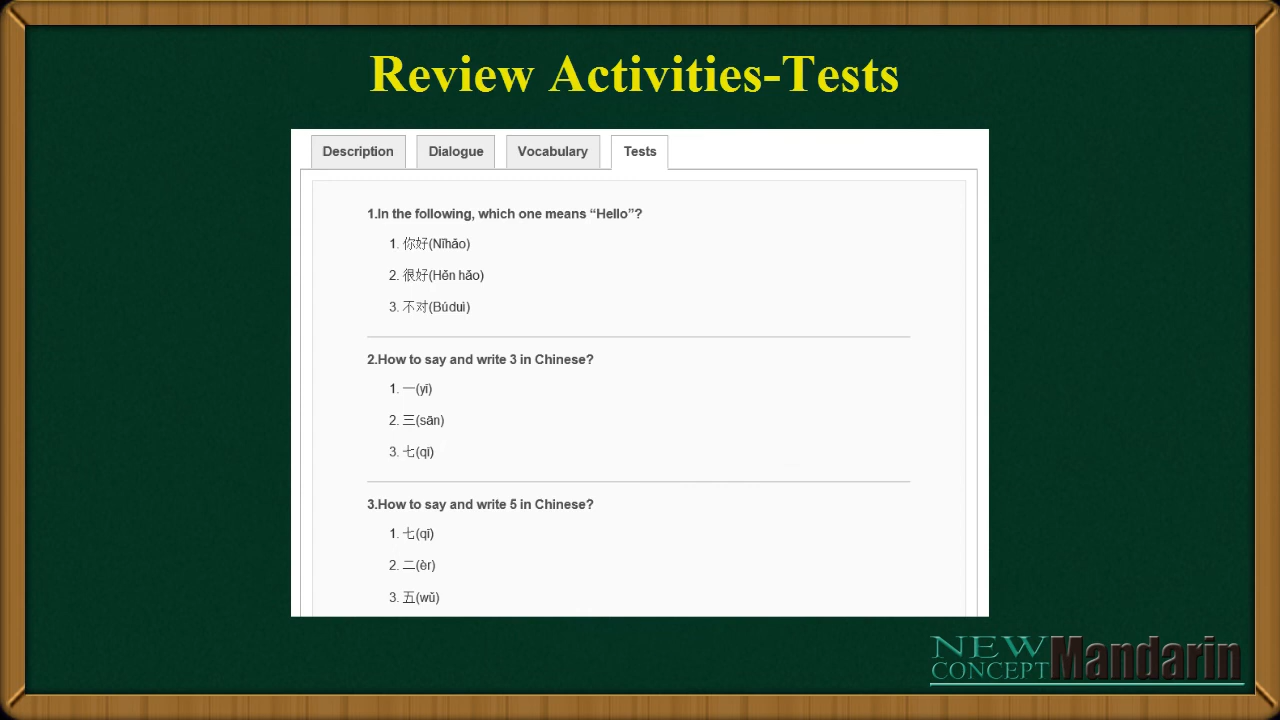 Review Activities-Tests
Description Dialogue Vocabulary Tests
1.In the following, which one means “Hello”?
1. 你好(Nǐhǎo)
2. 很好(Hěn hǎo)
3. 不对(Búduì)
2.How to say and write 3 in Chinese?
1. 一(yī)
2. 三(sān)
3. 七(qī)
3.How to say and write 5 in Chinese?
1. 七(qī)
2. 二(èr)
3. 五(wǔ)
NEW CONCEPT Mandarin